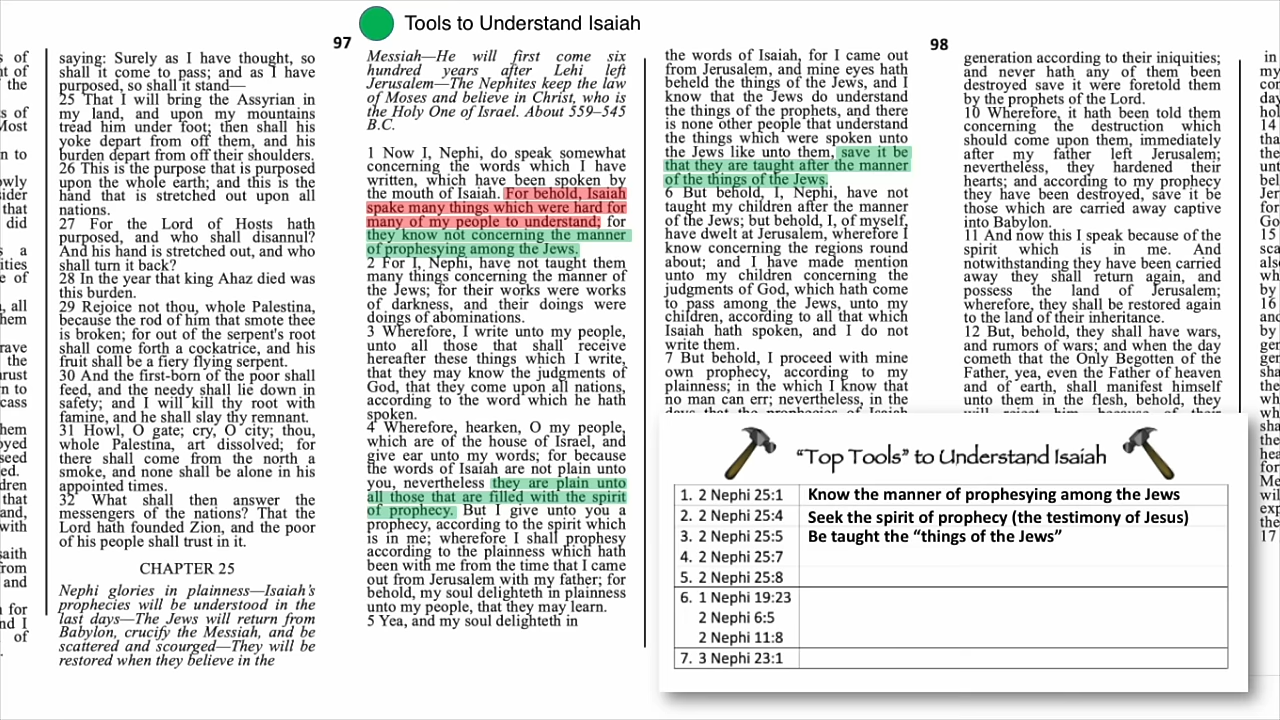 Tools to Understand Isaiah
97
98
s of
nt of
the
s of
Most
n to
owly
sider
that
did
s a
ities
e of
, all
hem
rave
the
hrust
n to
cass
hem
oyed
seed
ed.
dren
that
and,
with
saith
from
and
n for
nd I
of
saying: Surely as I have thought, so
shall it come to pass; and as I have
purposed, so shall it stand—
25 That I will bring the Assyrian in
my land, and upon my mountains
tread him under foot; then shall his
yoke depart from off them, and his
burden depart from off their shoulders.
26 This is the purpose that is purposed
upon the whole earth; and this is the
hand that is stretched out upon all
nations.
27 For the Lord of Hosts hath
purposed, and who shall disannul?
And his hand is stretched out, and who
shall turn it back?
28 In the year that king Ahaz died was
this burden.
29 Rejoice not thou, whole Palestina,
because the rod of him that smote thee
is broken; for out of the serpent's root
shall come forth a cockatrice, and his
fruit shall be a fiery flying serpent.
30 And the first-born of the poor shall
feed, and the needy shall lie down in
safety; and I will kill thy root with
famine, and he shall slay thy remnant.
31 Howl, O gate; cry, O city; thou,
whole Palestina, art dissolved; for
there shall come from the north a
smoke, and none shall be alone in his
appointed times.
32 What shall then answer the
messengers of the nations? That the
Lord hath founded Zion, and the poor
of his people shall trust in it.
CHAPTER 25
Nephi glories in plainness—Isaiah's
prophecies will be understood in the
last days—The Jews will return from
Babylon, crucify the Messiah, and be
scattered and scourged—They will be
restored when they believe in the
Messiah—He will first come six
hundred years after Lehi left
Jerusalem—The Nephites keep the law
of Moses and believe in Christ, who is
the Holy One of Israel. About 559–545
B.C.
1 Now I, Nephi, do speak somewhat
concerning the words which I have
written, which have been spoken by
the mouth of Isaiah. For behold, Isaiah
spake many things which were hard for
many of my people to understand; for
they know not concerning the manner
of prophesying among the Jews.
2 For I, Nephi, have not taught them
many things concerning the manner of
the Jews; for their works were works
of darkness, and their doings were
doings of abominations.
3 Wherefore, I write unto my people,
unto all those that shall receive
hereafter these things which I write,
that they may know the judgments of
God, that they come upon all nations,
according to the word which he hath
spoken.
4 Wherefore, hearken, O my people,
which are of the house of Israel, and
give ear unto my words; for because
the words of Isaiah are not plain unto
you, nevertheless they are plain unto
all those that are filled with the spirit
of prophecy. But I give unto you a
prophecy, according to the spirit which
is in me; wherefore I shall prophesy
according to the plainness which hath
been with me from the time that I came
out from Jerusalem with my father; for
behold, my soul delighteth in plainness
unto my people, that they may learn.
5 Yea, and my soul delighteth in
the words of Isaiah, for I came out
from Jerusalem, and mine eyes hath
beheld the things of the Jews, and I
know that the Jews do understand
the things of the prophets, and there
is none other people that understand
the things which were spoken unto
the Jews like unto them, save it be
that they are taught after the manner
of the things of the Jews.
6 But behold, I, Nephi, have not
taught my children after the manner
of the Jews; but behold, I, of myself,
have dwelt at Jerusalem, wherefore I
know concerning the regions round
about; and I have made mention
unto my children concerning the
judgments of God, which hath come
to pass among the Jews, unto my
children, according to all that which
Isaiah hath spoken, and I do not
write them.
7 But behold, I proceed with mine
own prophecy, according to my
plainness; in the which I know that
no man can err; nevertheless, in the
days that the prophecies of Isaiah
generation according to their iniquities;
and never hath any of them been
destroyed save it were foretold them
by the prophets of the Lord.
10 Wherefore, it hath been told them
concerning the destruction which
should come upon them, immediately
after my father left Jerusalem;
nevertheless, they hardened their
hearts; and according to my prophecy
they have been destroyed, save it be
those which are carried away captive
into Babylon.
11 And now this I speak because of the
spirit which is in me. And
notwithstanding they have been carried
away they shall return again, and
possess the land of Jerusalem;
wherefore, they shall be restored again
to the land of their inheritance.
12 But, behold, they shall have wars,
and rumors of wars; and when the day
cometh that the Only Begotten of the
Father, yea, even the Father of heaven
and of earth, shall manifest himself
unto them in the flesh, behold, they
will reject him, because of their
“Top Tools” to Understand Isaiah
1. 2 Nephi 25:1 Know the manner of prophesying among the Jews
2. 2 Nephi 25:4 Seek the spirit of prophecy (the testimony of Jesus)
3. 2 Nephi 25:5 Be taught the “things of the Jews”
4. 2 Nephi 25:7
5. 2 Nephi 25:8
6. 1 Nephi 19:23
2 Nephi 6:5
2 Nephi 11:8
7. 3 Nephi 23:1